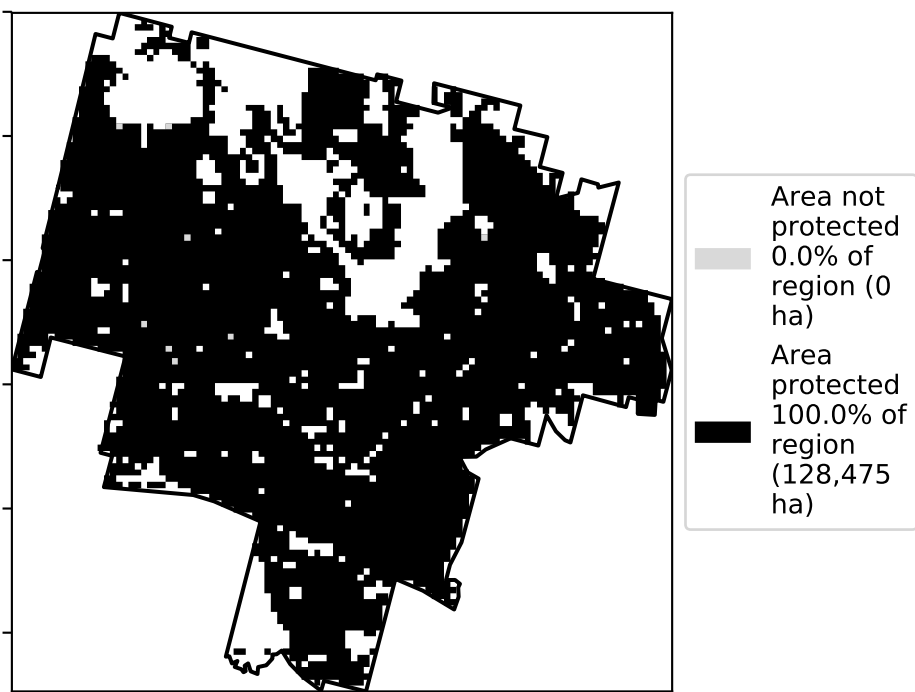 Area not
protected
0.0% of
region (0
ha)
Area
protected
100.0% of
region
(128,475
ha)